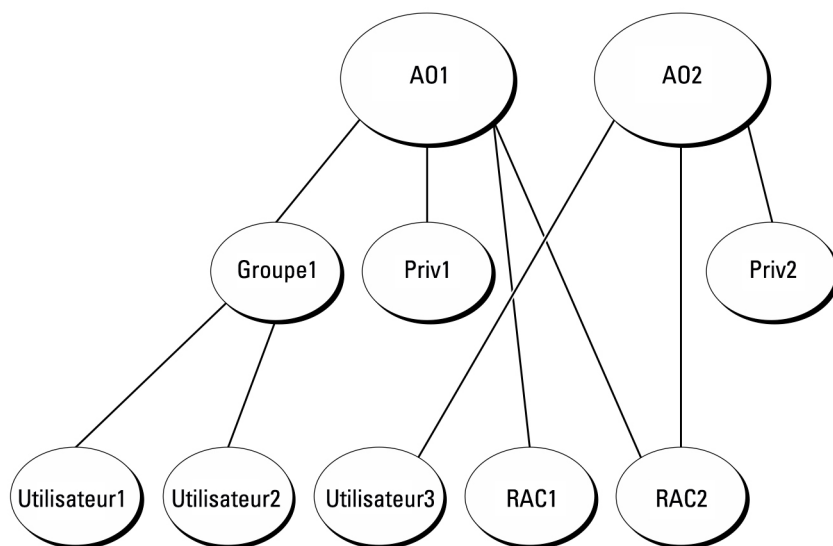 AO1
AO2
Groupe1
Priv1
Priv2
Utilisateur1
Utilisateur2
Utilisateur3
RAC1
RAC2